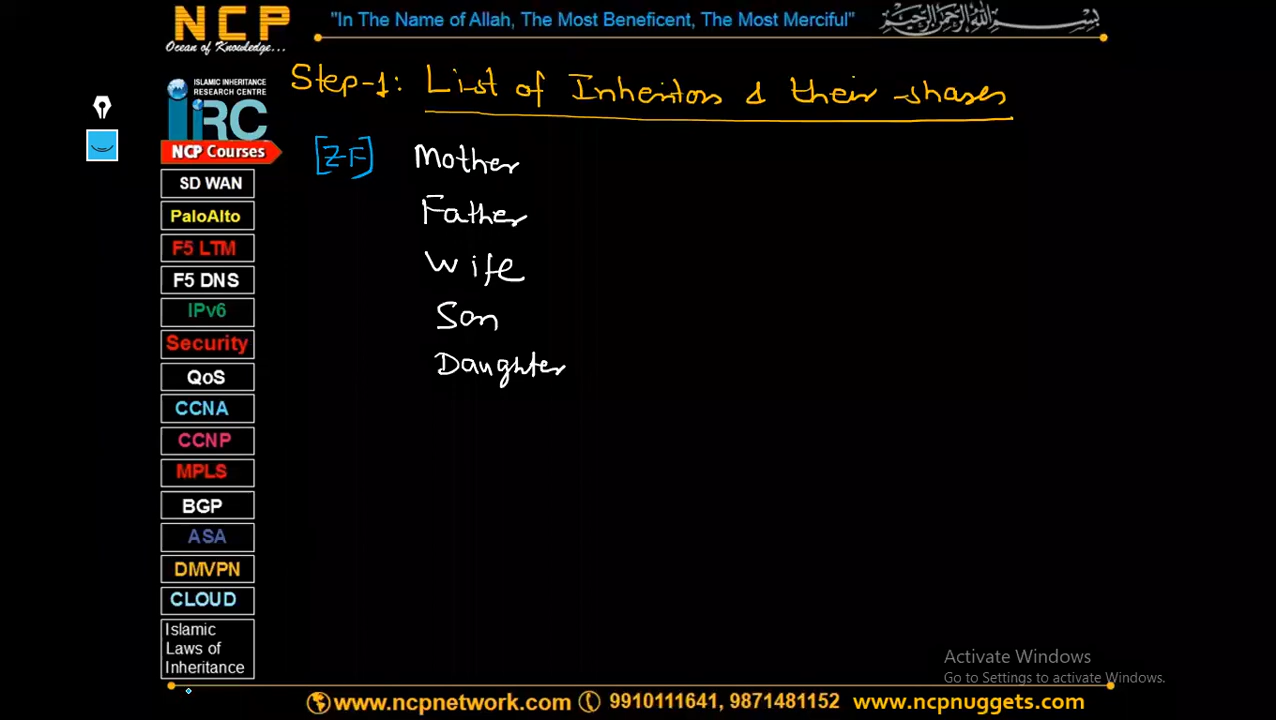 NCP
Ocean of Knowledge...
"In The Name of Allah, The Most Beneficent, The Most Merciful"
ISLAMIC INHERITANCE
RESEARCH CENTRE
IRC
Step-1: List of Inheritors & their shares
NCP Courses
[ZF] Mother
SD WAN
Father
PaloAlto
F5 LTM
Wife
F5 DNS
IPv6
Son
Security
Daughter
QoS
CCNA
CCNP
MPLS
BGP
ASA
DMVPN
CLOUD
Islamic
Laws of
Inheritance
Activate Windows
Go to Settings to activate Windows.
www.ncpnetwork.com 9910111641, 9871481152 www.ncpnuggets.com